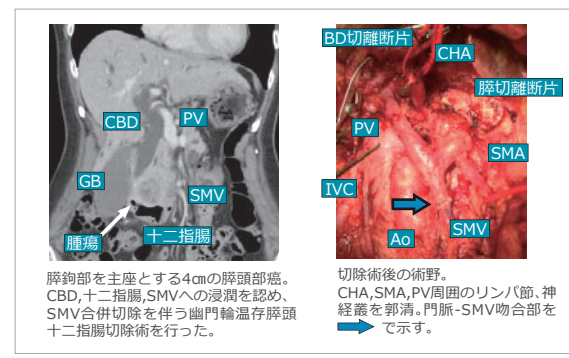 CBD
PV
GB
SMV
腫瘍
十二指腸
膵鉤部を主座とする4㎝の膵頭部癌。
CBD,十二指腸,SMVへの浸潤を認め、
SMV合併切除を伴う幽門輪温存膵頭
十二指腸切除術を行った。
BD切離断片
CHA
膵切離断片
PV
SMA
IVC
SMV
Ao
切除術後の術野。
CHA,SMA,PV周囲のリンパ節、神
経叢を郭清。門脈-SMV吻合部を
で示す。